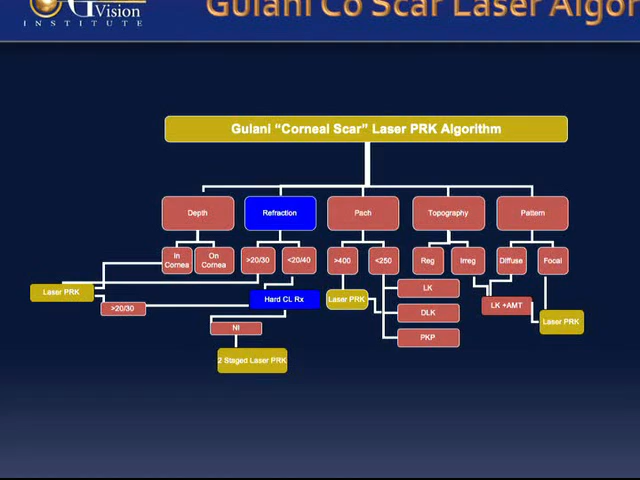 GVision
INSTITUTE
Gulani Co Scar Laser Algor
Gulani "Corneal Scar" Laser PRK Algorithm
Depth
Refraction
Pach
Topography
Pattern
In
Cornea
On
Cornea
>20/30
<20/40
>400
<250
Reg
Irreg
Diffuse
Focal
Laser PRK
>20/30
Hard CL Rx
Laser PRK
LK
DLK
PKP
LK +AMT
Laser PRK
NI
2 Staged Laser PRK